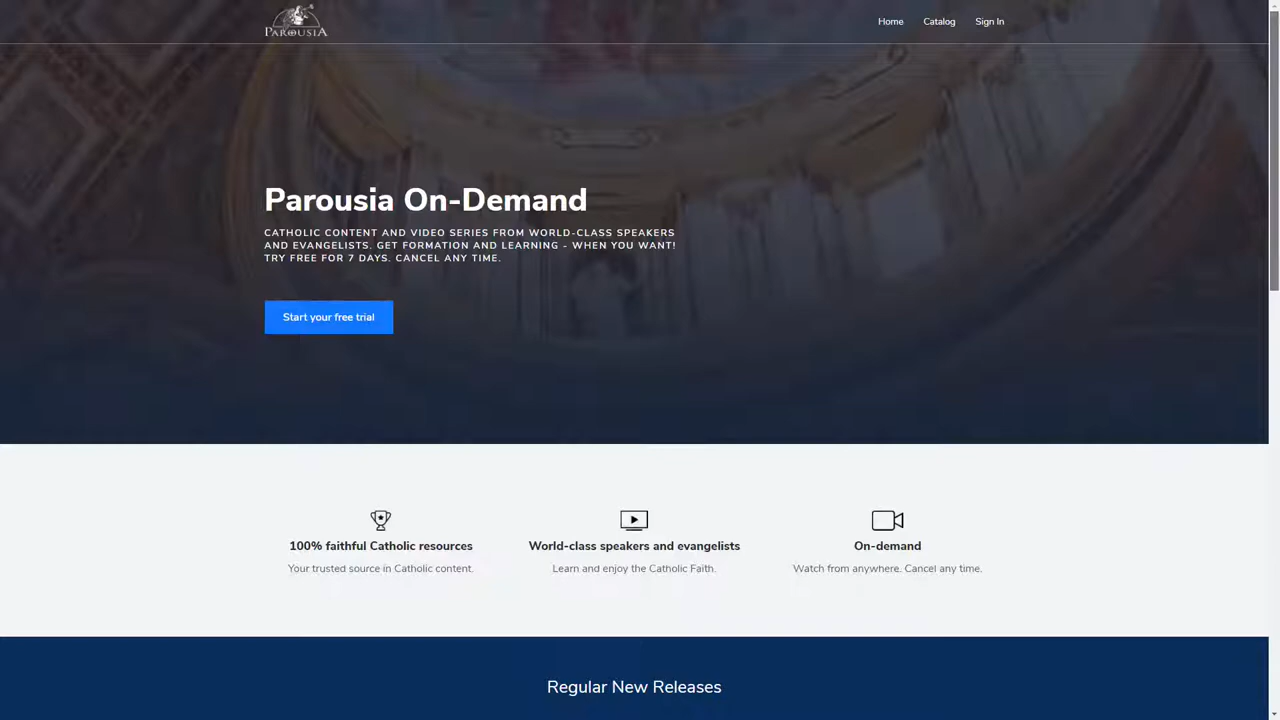 PAROUSIA
Home Catalog Sign In
Parousia On-Demand
CATHOLIC CONTENT AND VIDEO SERIES FROM WORLD-CLASS SPEAKERS
AND EVANGELISTS. GET FORMATION AND LEARNING - WHEN YOU WANT!
TRY FREE FOR 7 DAYS. CANCEL ANY TIME.
Start your free trial
100% faithful Catholic resources
Your trusted source in Catholic content.
World-class speakers and evangelists
Learn and enjoy the Catholic Faith.
On-demand
Watch from anywhere. Cancel any time.
Regular New Releases